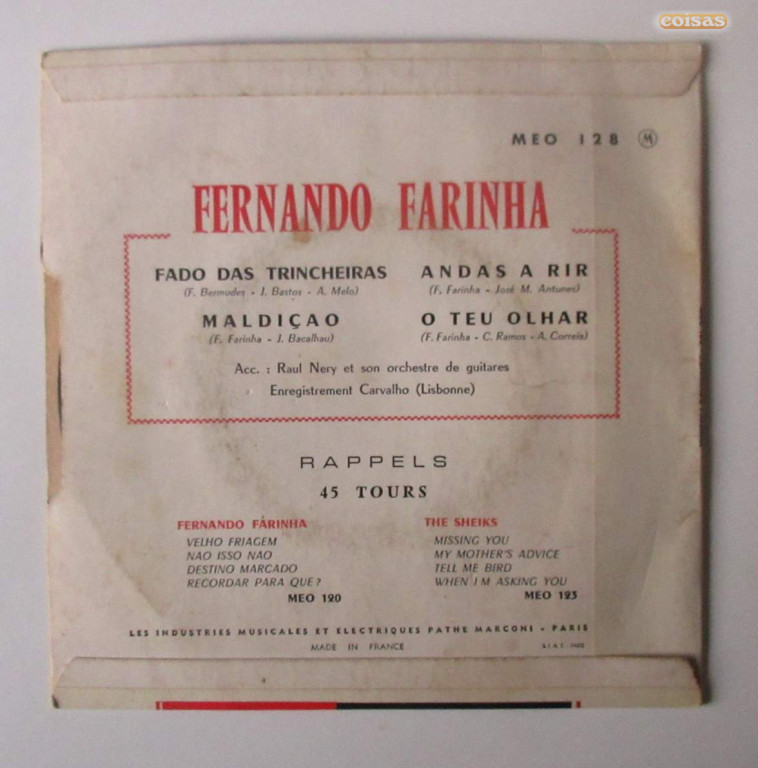 coisas
MEO 128 M
FERNANDO FARINHA
FADO DAS TRINCHEIRAS
(F. Bermudes - J. Bastos - A. Melo)
MALDIÇAO
(F. Farinha - J. Bacalhau)
ANDAS A RIR
(F. Farinha - José M. Antunes)
O TEU OLHAR
(F. Farinha - C. Ramos - A. Correia)
Acc. : Raul Nery et son orchestre de guitares
Enregistrement Carvalho (Lisbonne)
RAPPELS
45 TOURS
FERNANDO FÁRINHA
VELHO FRIAGEM
NAO ISSO NAO
DESTINO MARCADO
RECORDAR PARA QUE ?
MEO 120
THE SHEIKS
MISSING YOU
MY MOTHER'S ADVICE
TELL ME BIRD
WHEN I M ASKING YOU
MEO 123
LES INDUSTRIES MUSICALES ET ELECTRIQUES PATHE MARCONI - PARIS
MADE IN FRANCE